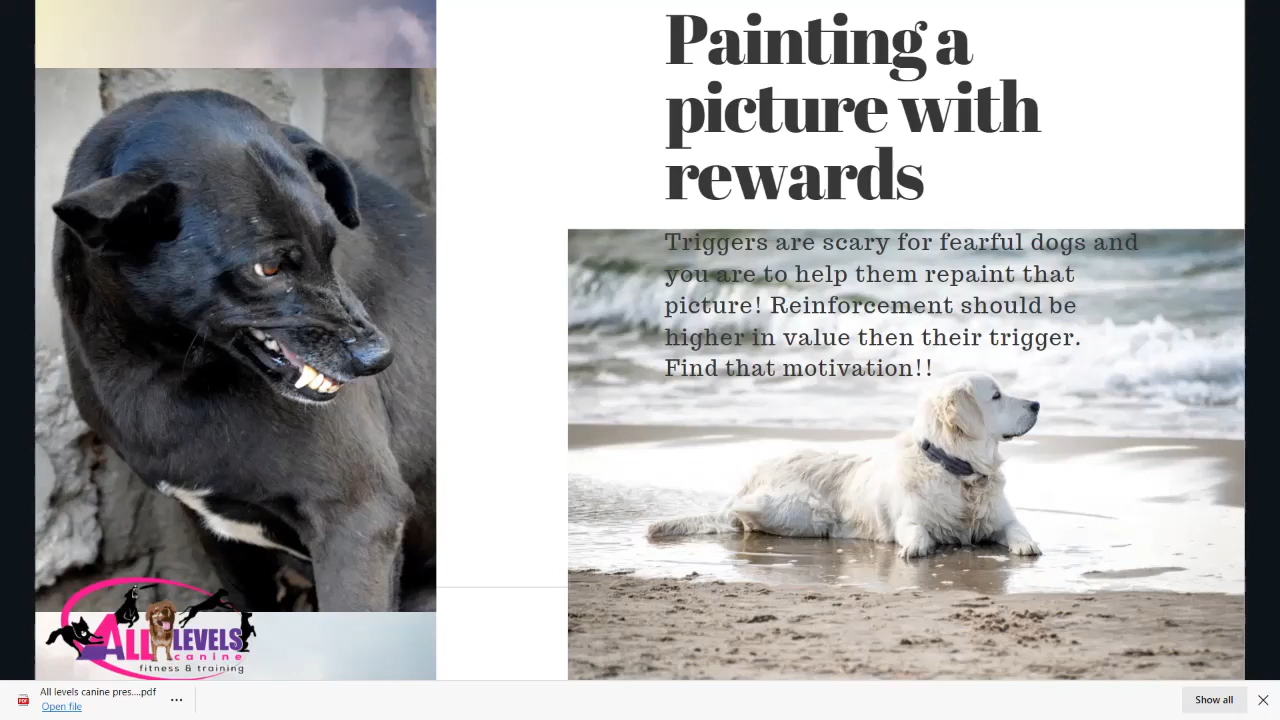 Painting a
picture with
rewards
Triggers are scary for fearful dogs and
you are to help them repaint that
picture! Reinforcement should be
higher in value then their trigger.
Find that motivation!!
ALL LEVELS
canine
fitness & training
All levels canine pres....pdf
Open file
Show all